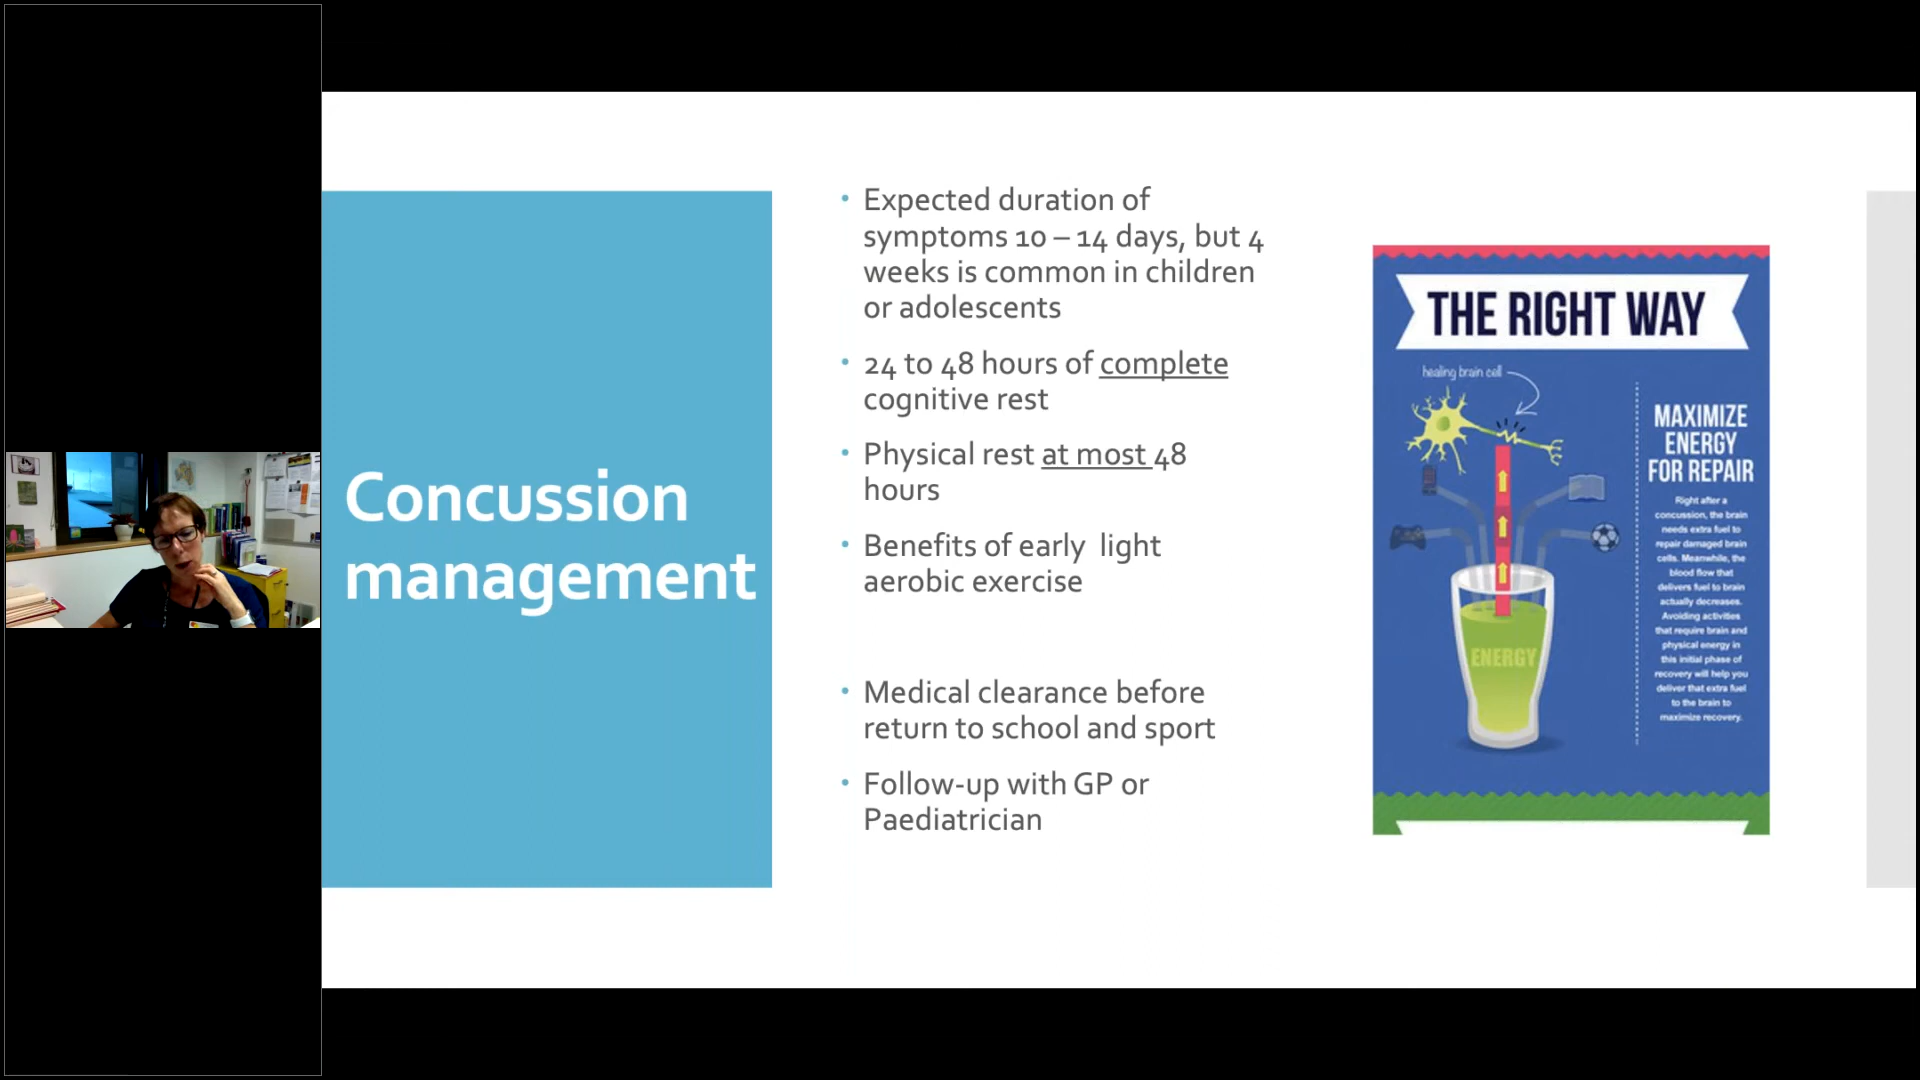 Concussion
management
• Expected duration of
symptoms 10 – 14 days, but 4
weeks is common in children
or adolescents
• 24 to 48 hours of complete
cognitive rest
• Physical rest at most 48
hours
• Benefits of early light
aerobic exercise
• Medical clearance before
return to school and sport
• Follow-up with GP or
Paediatrician
THE RIGHT WAY
healing brain cell
ENERGY
MAXIMIZE
ENERGY
FOR REPAIR
Right after a
concussion, the brain
needs extra fuel to
repair damaged brain
cells. Meanwhile, the
blood flow that
delivers fuel to brain
actually decreases.
Avoiding activities
that require brain and
physical energy in
this initial phase of
recovery will help you
deliver that extra fuel
to the brain to
maximize recovery.